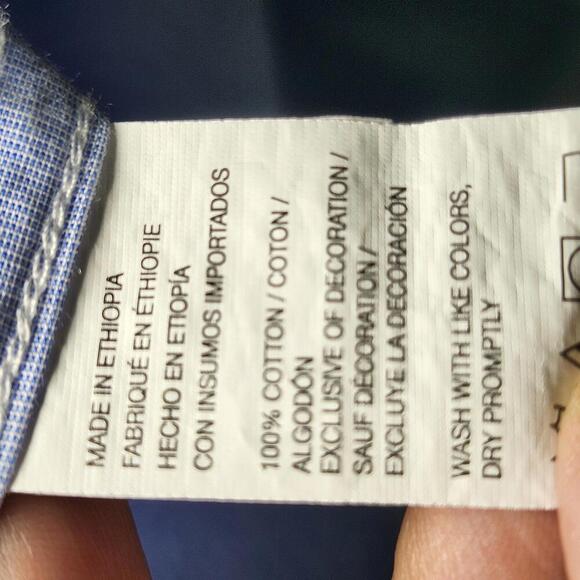 MADE IN ETHIOPIA
FABRIQUÉ EN ÉTHIOPIE
HECHO EN ETIOPÍA
CON INSUMOS IMPORTADOS
100% COTTON / COTON /
ALGODÓN
EXCLUSIVE OF DECORATION /
SAUF DÉCORATION /
EXCLUYE LA DECORACIÓN
WASH WITH LIKE COLORS,
DRY PROMPTLY